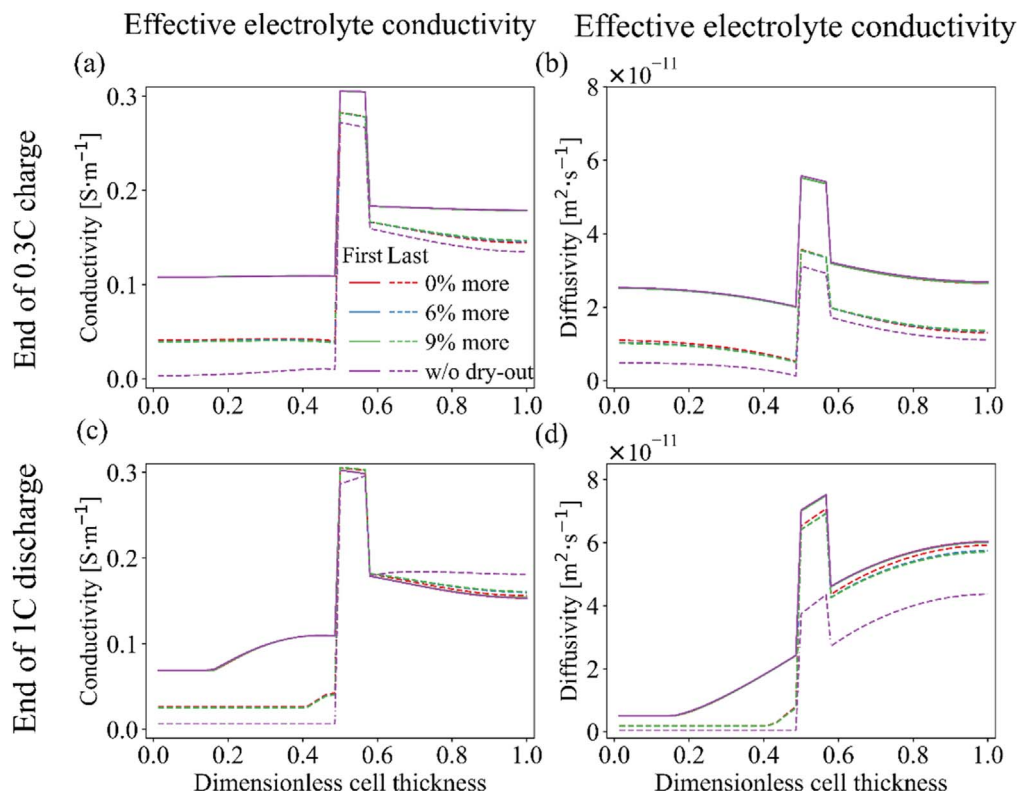 Effective electrolyte conductivity
Effective electrolyte conductivity
(a)
(b)
×10⁻¹¹
End of 0.3C charge
Conductivity [S·m⁻¹]
0.3
0.2
0.1
0.0
First Last
0% more
6% more
9% more
w/o dry-out
0.0 0.2 0.4 0.6 0.8 1.0
Diffusivity [m²·s⁻¹]
8
6
4
2
0
0.0 0.2 0.4 0.6 0.8 1.0
(c)
(d)
×10⁻¹¹
End of 1C discharge
Conductivity [S·m⁻¹]
0.3
0.2
0.1
0.0
0.0 0.2 0.4 0.6 0.8 1.0
Dimensionless cell thickness
Diffusivity [m²·s⁻¹]
8
6
4
2
0
0.0 0.2 0.4 0.6 0.8 1.0
Dimensionless cell thickness